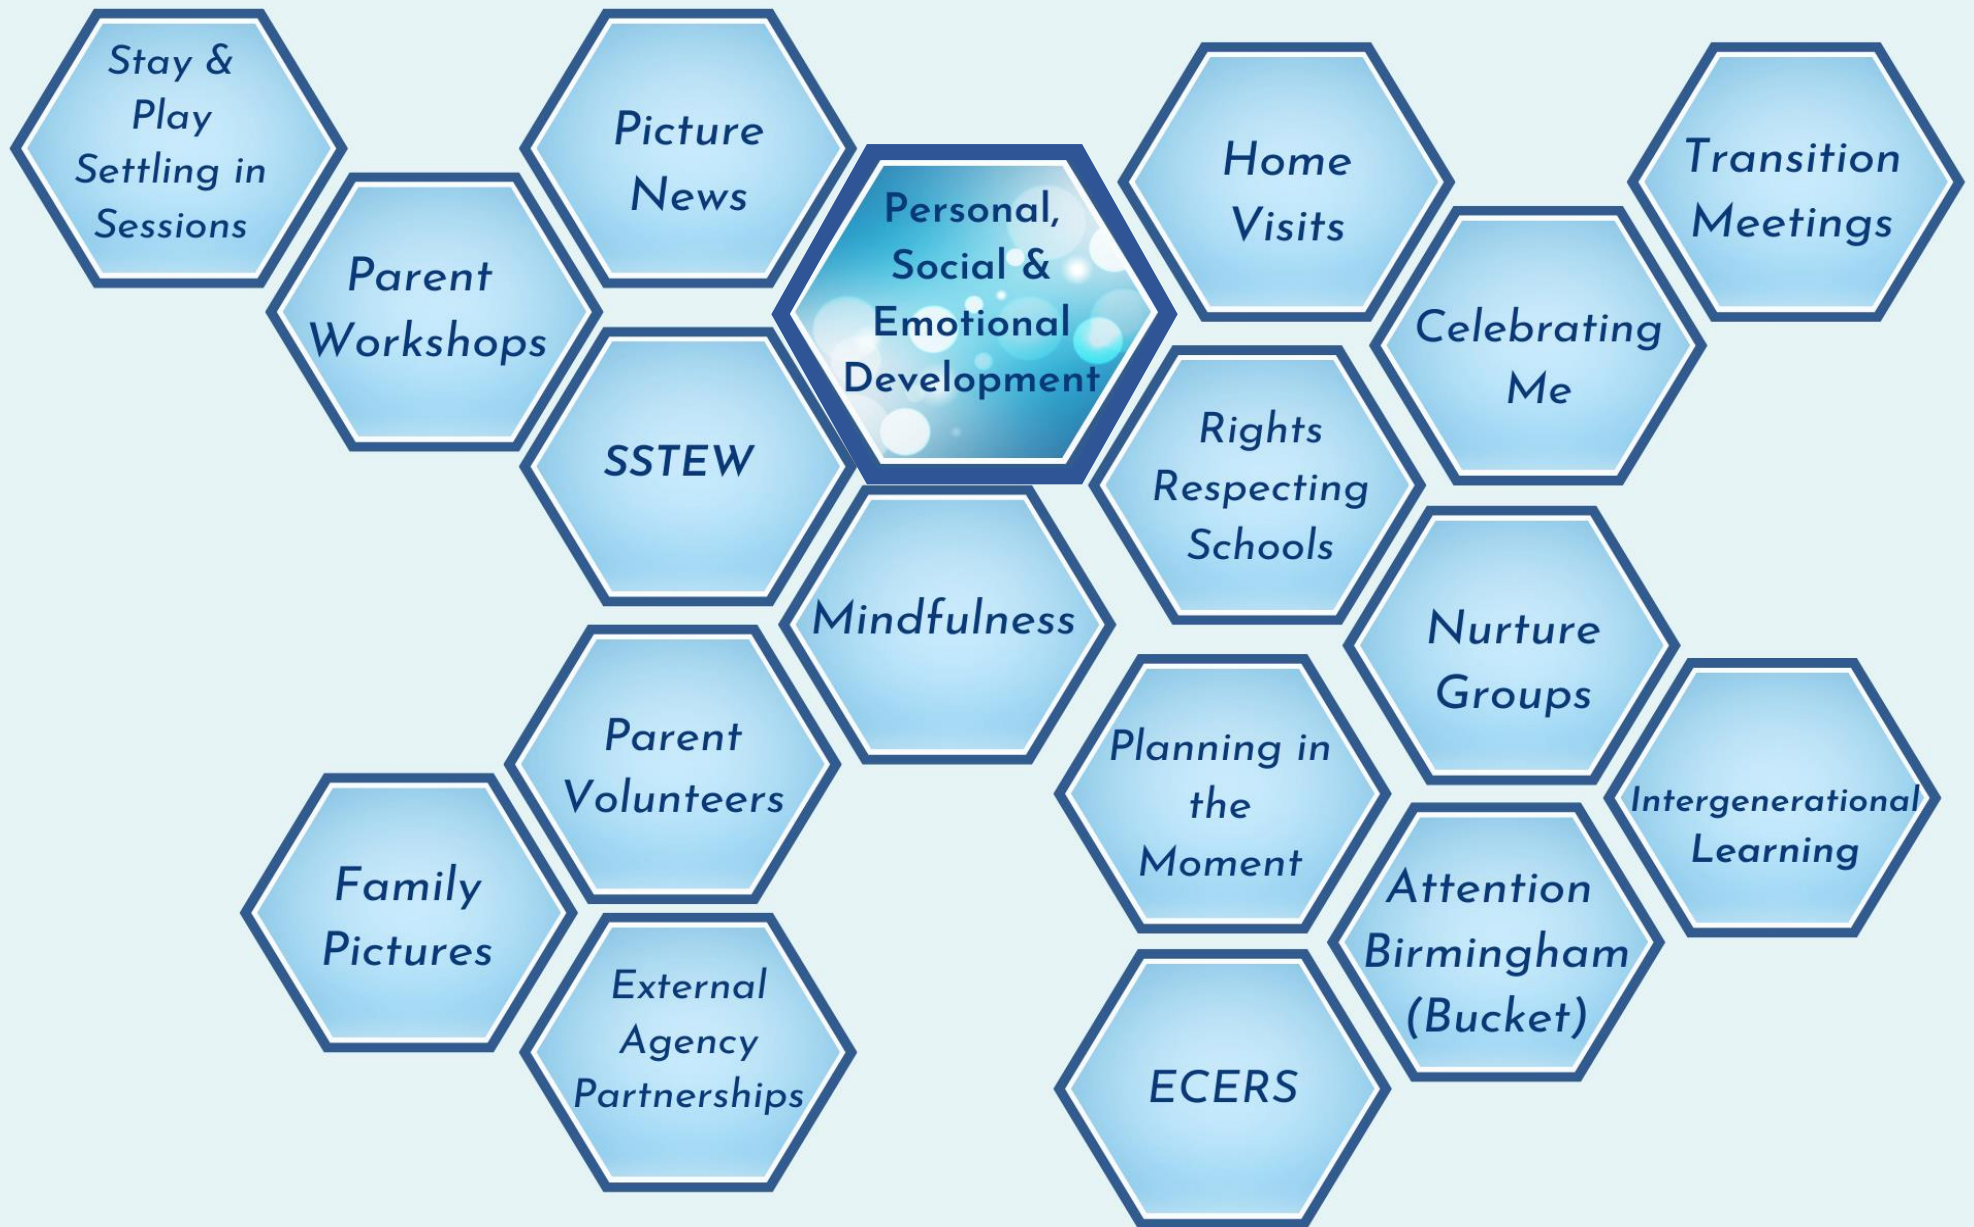 Stay &
Play
Settling in
Sessions
Picture
News
Parent
Workshops
Personal,
Social &
Emotional
Development
Home
Visits
Transition
Meetings
Celebrating
Me
SSTEW
Rights
Respecting
Schools
Mindfulness
Nurture
Groups
Parent
Volunteers
Planning in
the
Moment
Intergenerational
Learning
Family
Pictures
Attention
Birmingham
(Bucket)
External
Agency
Partnerships
ECERS